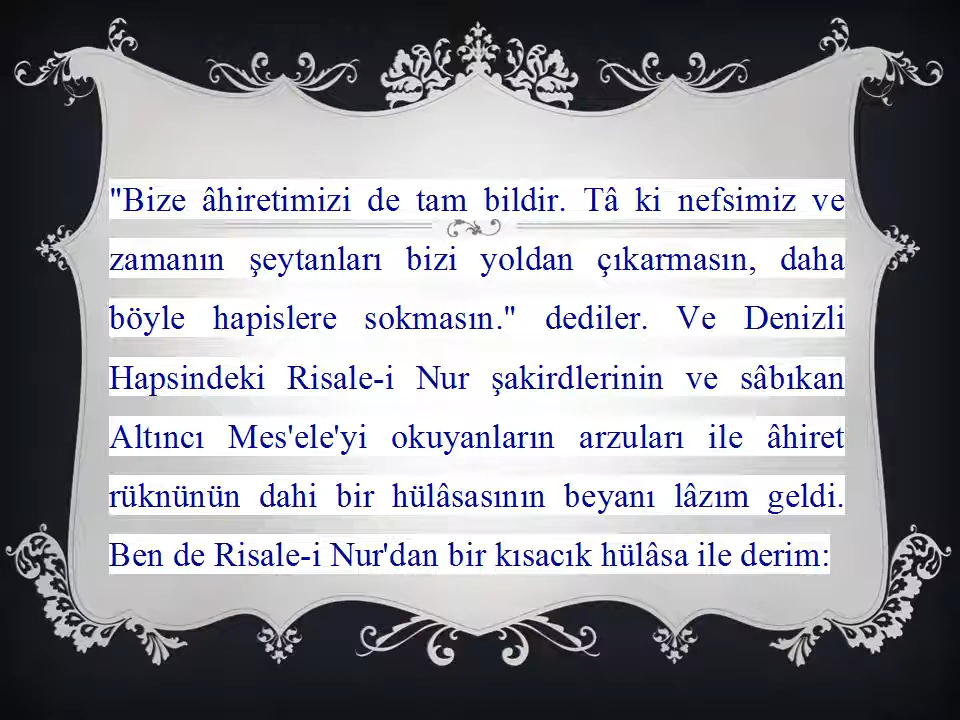 "Bize âhiretimizi de tam bildir. Tâ ki nefsimiz ve
zamanın şeytanları bizi yoldan çıkarmasın, daha
böyle hapislere sokmasın." dediler. Ve Denizli
Hapsindeki Risale-i Nur şakirdlerinin ve sâbıkan
Altıncı Mes'ele'yi okuyanların arzuları ile âhiret
rüknünün dahi bir hülâsasının beyanı lâzım geldi.
Ben de Risale-i Nur'dan bir kısacık hülâsa ile derim: